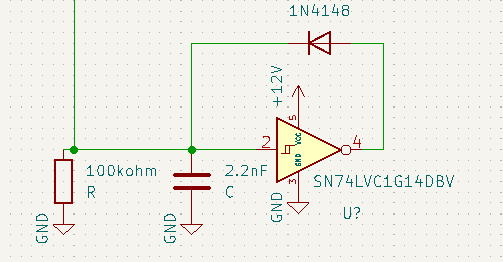 1N4148
+12V
5
VCC
2
4
GND
3
100kohm
R
2.2nF
C
SN74LVC1G14DBV
U?
GND
GND
GND